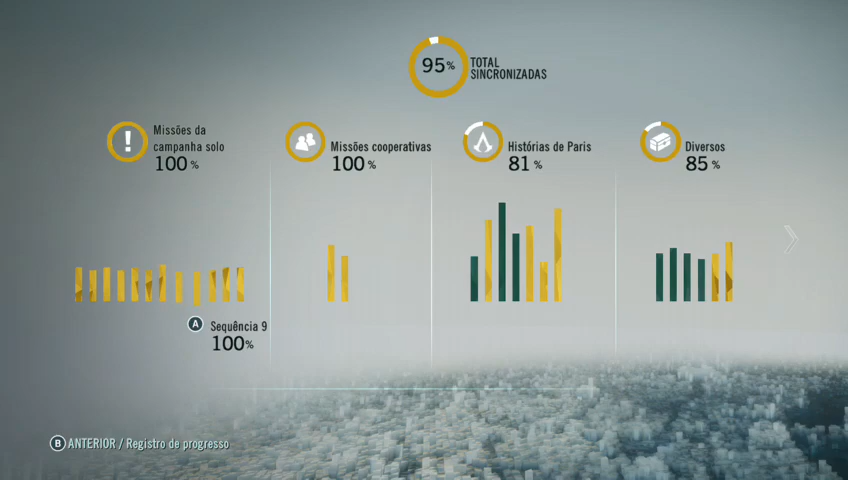 95%
TOTAL
SINCRONIZADAS
Missões da
campanha solo
100 %
Missões cooperativas
100 %
Histórias de Paris
81 %
Diversos
85 %
A Sequência 9
100%
B ANTERIOR / Registro de progresso